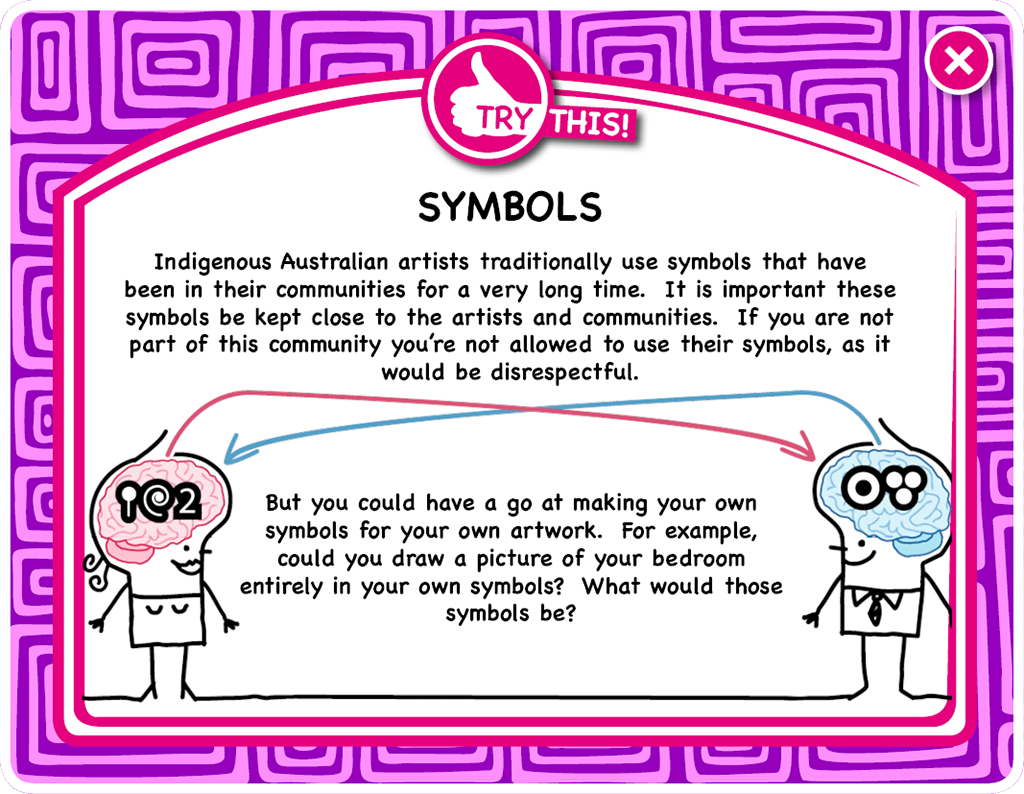 TRY THIS!
SYMBOLS
Indigenous Australian artists traditionally use symbols that have
been in their communities for a very long time. It is important these
symbols be kept close to the artists and communities. If you are not
part of this community you're not allowed to use their symbols, as it
would be disrespectful.
But you could have a go at making your own
symbols for your own artwork. For example,
could you draw a picture of your bedroom
entirely in your own symbols? What would those
symbols be?